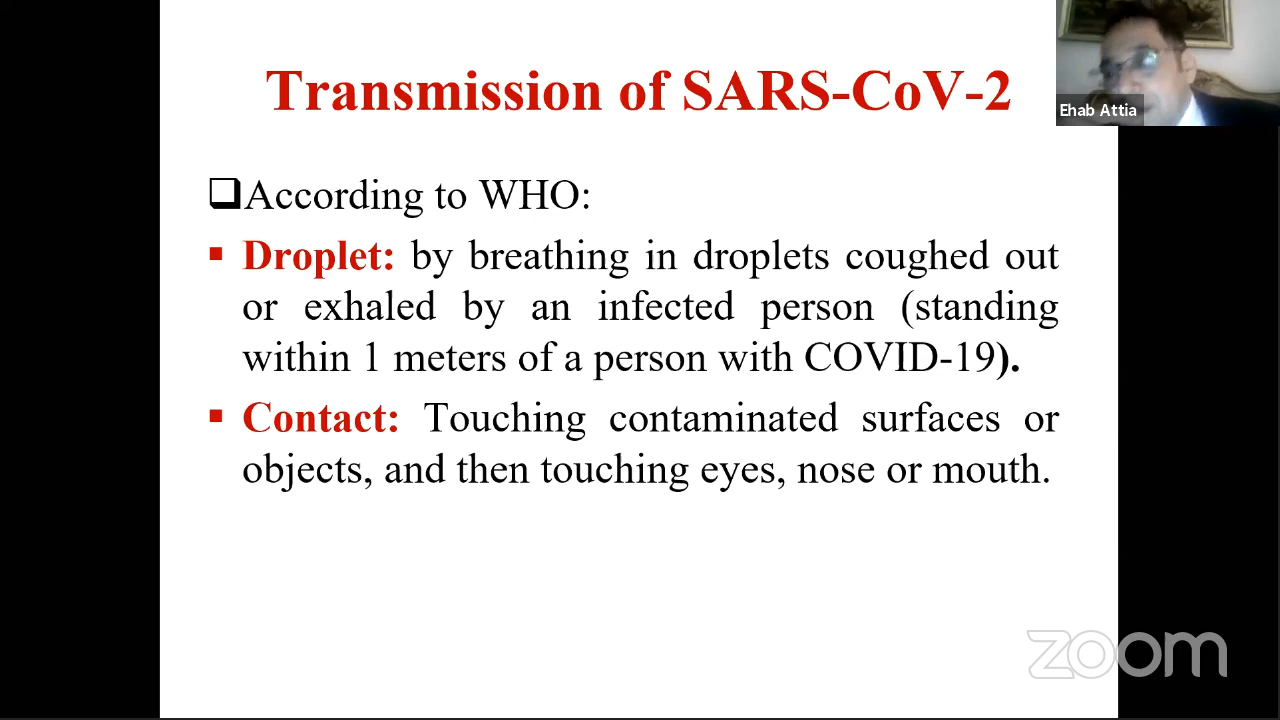 Transmission of SARS-CoV-2
Ehab Attia
❑According to WHO:
▪ Droplet: by breathing in droplets coughed out
or exhaled by an infected person (standing
within 1 meters of a person with COVID-19).
▪ Contact: Touching contaminated surfaces or
objects, and then touching eyes, nose or mouth.
zoom